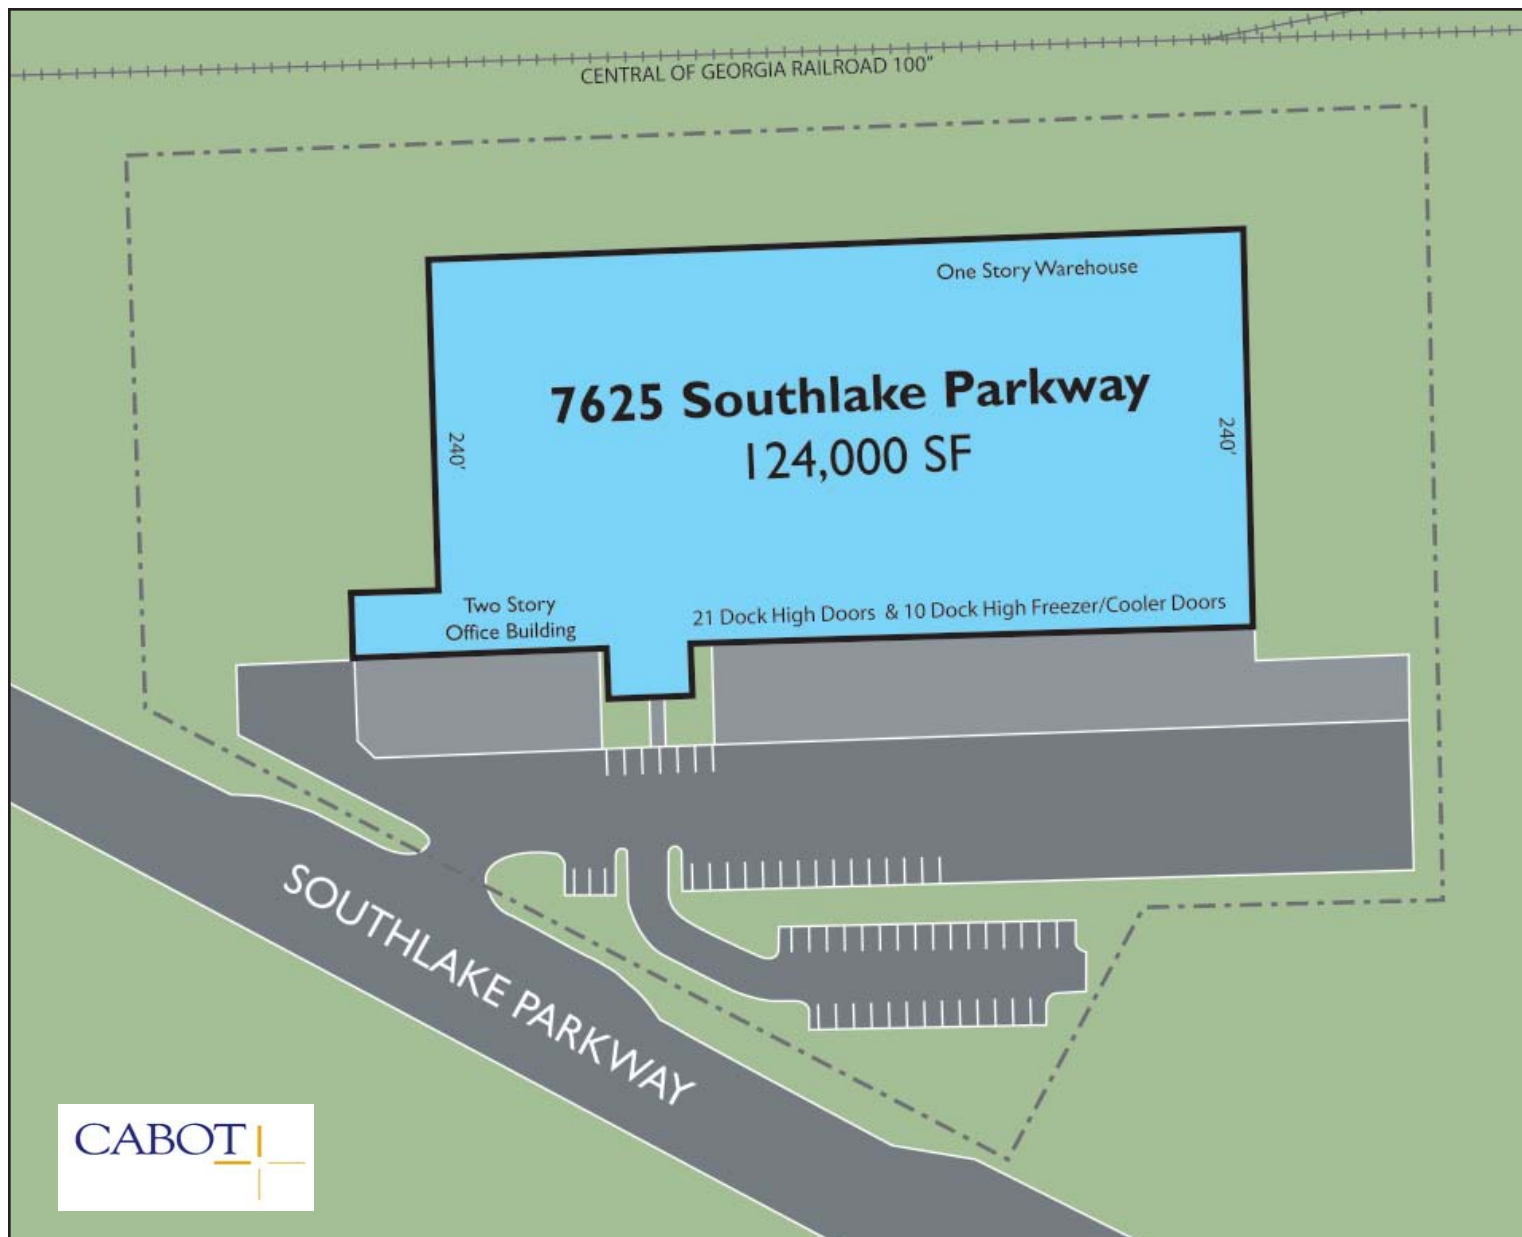 CENTRAL OF GEORGIA RAILROAD 100"
One Story Warehouse
7625 Southlake Parkway
124,000 SF
240'
240'
Two Story
Office Building
21 Dock High Doors & 10 Dock High Freezer/Cooler Doors
SOUTHLAKE PARKWAY
CABOT